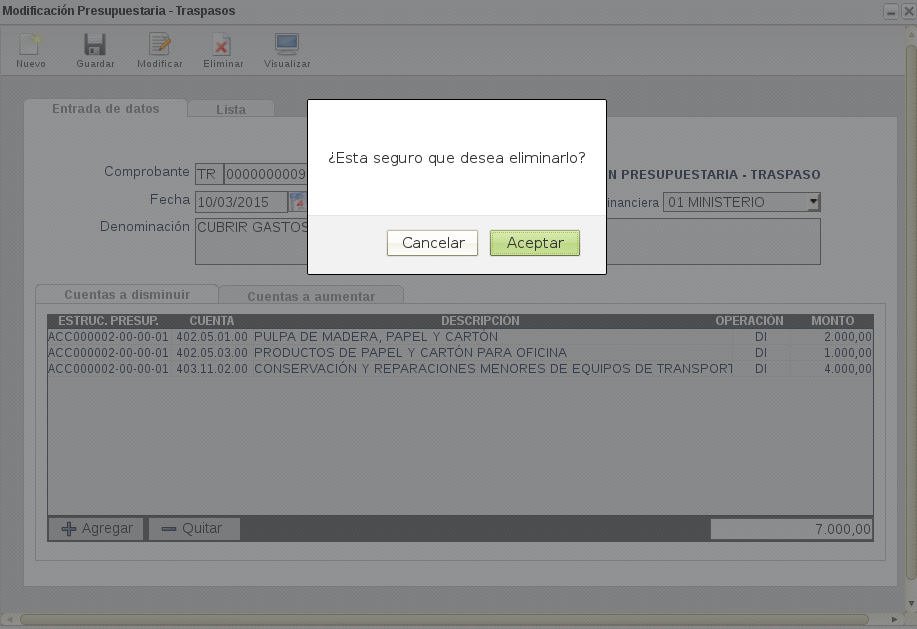 Modificación Presupuestaria - Traspasos
Nuevo Guardar Modificar Eliminar Visualizar
Entrada de datos Lista
¿Esta seguro que desea eliminarlo?
Cancelar Aceptar
Comprobante TR 0000000009 N PRESUPUESTARIA - TRASPASO
Fecha 10/03/2015 inanciera 01 MINISTERIO
Denominación CUBRIR GASTOS
Cuentas a disminuir Cuentas a aumentar
ESTRUC. PRESUP. CUENTA DESCRIPCIÓN OPERACIÓN MONTO
ACC000002-00-00-01 402.05.01.00 PULPA DE MADERA, PAPEL Y CARTÓN DI 2.000,00
ACC000002-00-00-01 402.05.03.00 PRODUCTOS DE PAPEL Y CARTÓN PARA OFICINA DI 1.000,00
ACC000002-00-00-01 403.11.02.00 CONSERVACIÓN Y REPARACIONES MENORES DE EQUIPOS DE TRANSPORT DI 4.000,00
Agregar Quitar 7.000,00